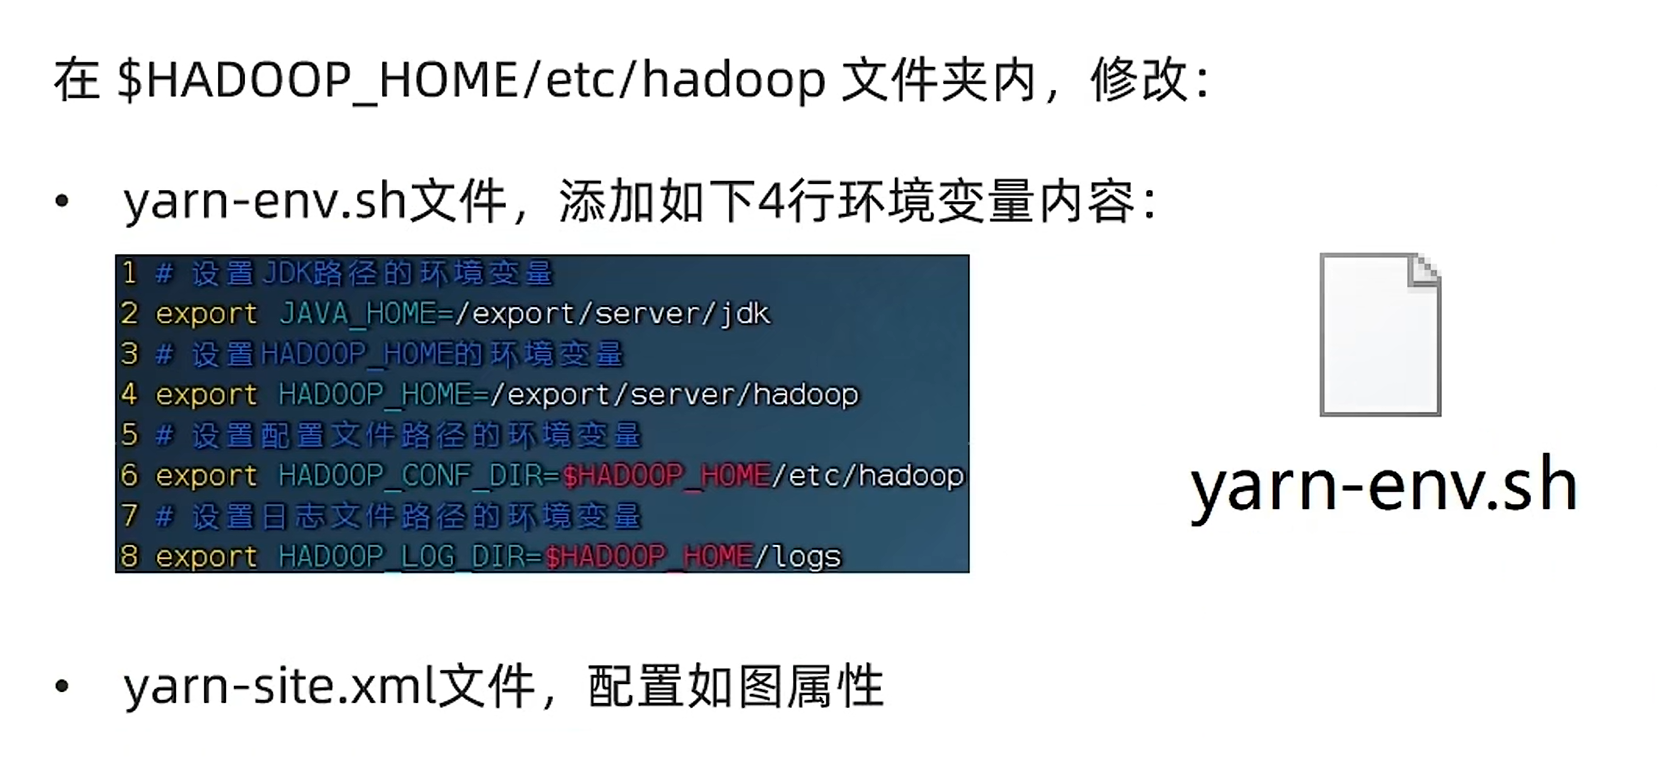 在 $HADOOP_HOME/etc/hadoop 文件夹内，修改：
• yarn-env.sh文件，添加如下4行环境变量内容：
1 # 设置JDK路径的环境变量
2 export JAVA_HOME=/export/server/jdk
3 # 设置HADOOP_HOME的环境变量
4 export HADOOP_HOME=/export/server/hadoop
5 # 设置配置文件路径的环境变量
6 export HADOOP_CONF_DIR=$HADOOP_HOME/etc/hadoop
7 # 设置日志文件路径的环境变量
8 export HADOOP_LOG_DIR=$HADOOP_HOME/logs
yarn-env.sh
• yarn-site.xml文件，配置如图属性